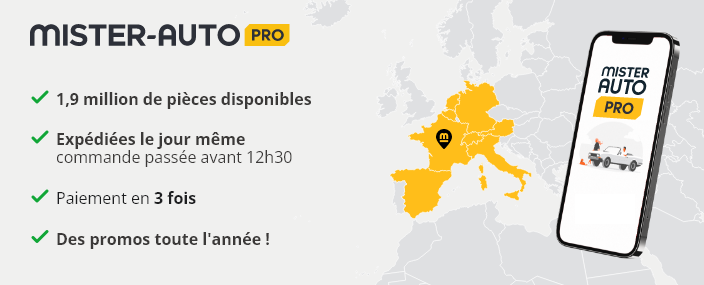 MISTER-AUTO PRO
1,9 million de pièces disponibles
Expédiées le jour même
commande passée avant 12h30
Paiement en 3 fois
Des promos toute l'année !
m
MISTER
AUTO
PRO